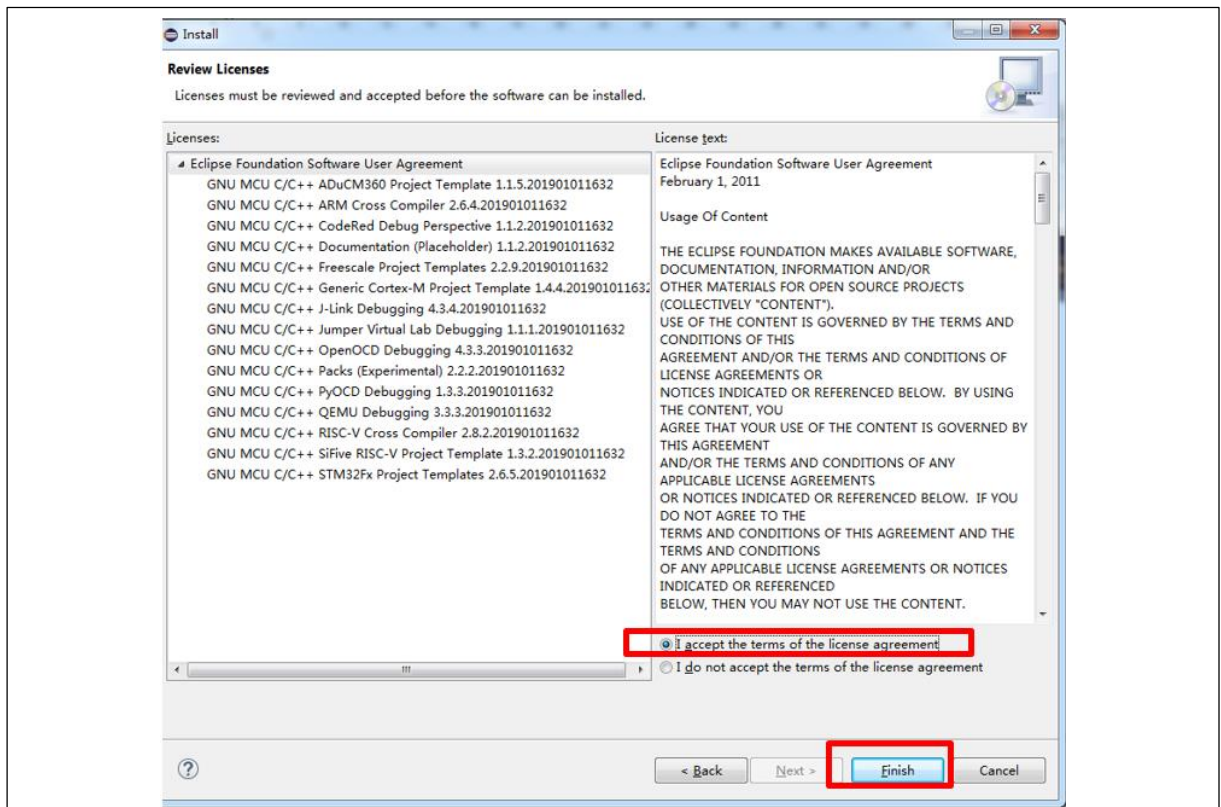 Install
Review Licenses
Licenses must be reviewed and accepted before the software can be installed.
Licenses:
Eclipse Foundation Software User Agreement
GNU MCU C/C++ ADuCM360 Project Template 1.1.5.201901011632
GNU MCU C/C++ ARM Cross Compiler 2.6.4.201901011632
GNU MCU C/C++ CodeRed Debug Perspective 1.1.2.201901011632
GNU MCU C/C++ Documentation (Placeholder) 1.1.2.201901011632
GNU MCU C/C++ Freescale Project Templates 2.2.9.201901011632
GNU MCU C/C++ Generic Cortex-M Project Template 1.4.4.201901011632
GNU MCU C/C++ J-Link Debugging 4.3.4.201901011632
GNU MCU C/C++ Jumper Virtual Lab Debugging 1.1.1.201901011632
GNU MCU C/C++ OpenOCD Debugging 4.3.3.201901011632
GNU MCU C/C++ Packs (Experimental) 2.2.2.201901011632
GNU MCU C/C++ PyOCD Debugging 1.3.3.201901011632
GNU MCU C/C++ QEMU Debugging 3.3.3.201901011632
GNU MCU C/C++ RISC-V Cross Compiler 2.8.2.201901011632
GNU MCU C/C++ SiFive RISC-V Project Template 1.3.2.201901011632
GNU MCU C/C++ STM32Fx Project Templates 2.6.5.201901011632
License text:
Eclipse Foundation Software User Agreement
February 1, 2011
Usage Of Content
THE ECLIPSE FOUNDATION MAKES AVAILABLE SOFTWARE,
DOCUMENTATION, INFORMATION AND/OR
OTHER MATERIALS FOR OPEN SOURCE PROJECTS
(COLLECTIVELY "CONTENT").
USE OF THE CONTENT IS GOVERNED BY THE TERMS AND
CONDITIONS OF THIS
AGREEMENT AND/OR THE TERMS AND CONDITIONS OF
LICENSE AGREEMENTS OR
NOTICES INDICATED OR REFERENCED BELOW. BY USING
THE CONTENT, YOU
AGREE THAT YOUR USE OF THE CONTENT IS GOVERNED BY
THIS AGREEMENT
AND/OR THE TERMS AND CONDITIONS OF ANY
APPLICABLE LICENSE AGREEMENTS
OR NOTICES INDICATED OR REFERENCED BELOW. IF YOU
DO NOT AGREE TO THE
TERMS AND CONDITIONS OF THIS AGREEMENT AND THE
TERMS AND CONDITIONS
OF ANY APPLICABLE LICENSE AGREEMENTS OR NOTICES
INDICATED OR REFERENCED
BELOW, THEN YOU MAY NOT USE THE CONTENT.
I accept the terms of the license agreement
I do not accept the terms of the license agreement
?
< Back
Next >
Finish
Cancel